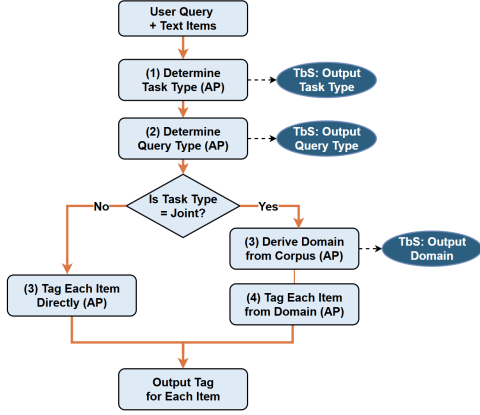 User Query
+ Text Items
(1) Determine
Task Type (AP)
TbS: Output
Task Type
(2) Determine
Query Type (AP)
TbS: Output
Query Type
Is Task Type
= Joint?
No
Yes
(3) Derive Domain
from Corpus (AP)
TbS: Output
Domain
(3) Tag Each Item
Directly (AP)
(4) Tag Each Item
from Domain (AP)
Output Tag
for Each Item